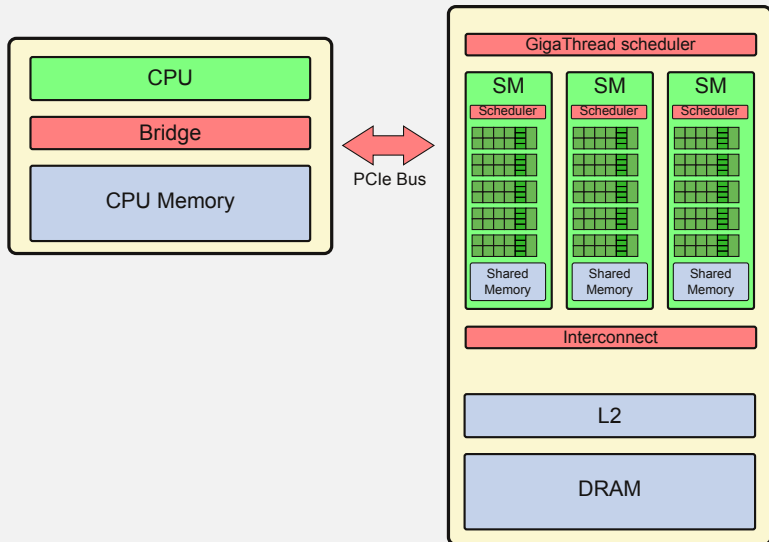 CPU
Bridge
CPU Memory
PCIe Bus
GigaThread scheduler
SM
SM
SM
Scheduler
Scheduler
Scheduler
Shared
Memory
Shared
Memory
Shared
Memory
Interconnect
L2
DRAM